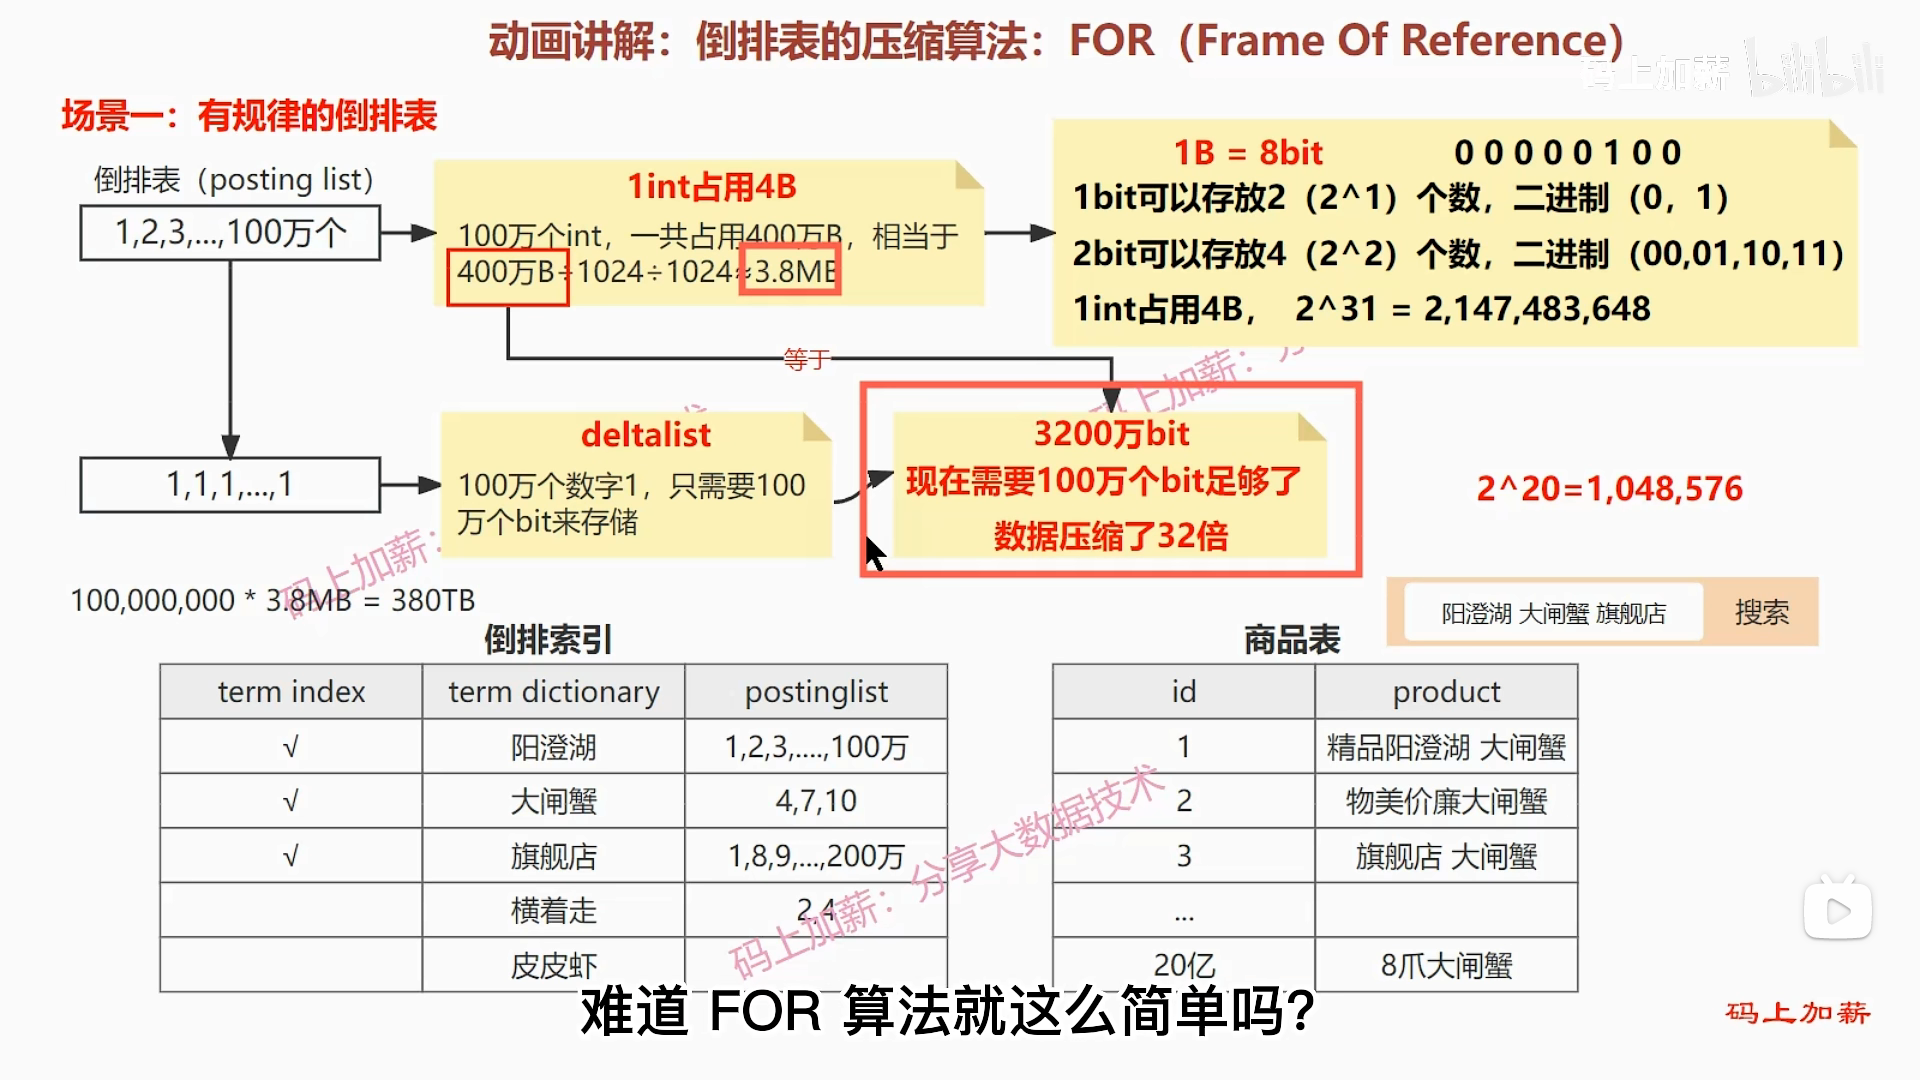 动画讲解：倒排表的压缩算法：FOR（Frame Of Reference）
码上加薪 bilibili
场景一：有规律的倒排表
倒排表（posting list）
1,2,3,...,100万个
1int占用4B
100万个int，一共占用400万B，相当于
400万B÷1024÷1024≈3.8MB
1B = 8bit 0 0 0 0 0 1 0 0
1bit可以存放2（2^1）个数，二进制（0，1）
2bit可以存放4（2^2）个数，二进制（00,01,10,11）
1int占用4B， 2^31 = 2,147,483,648
等于
1,1,1,...,1
deltalist
100万个数字1，只需要100
万个bit来存储
3200万bit
现在需要100万个bit足够了
数据压缩了32倍
2^20=1,048,576
100,000,000 * 3.8MB = 380TB
阳澄湖 大闸蟹 旗舰店 搜索
倒排索引
term index term dictionary postinglist
√ 阳澄湖 1,2,3,....,100万
√ 大闸蟹 4,7,10
√ 旗舰店 1,8,9,...,200万
横着走 2,4
皮皮虾
商品表
id product
1 精品阳澄湖 大闸蟹
2 物美价廉大闸蟹
3 旗舰店 大闸蟹
...
20亿 8爪大闸蟹
码上加薪：分享大数据技术
难道 FOR 算法就这么简单吗？
码上加薪